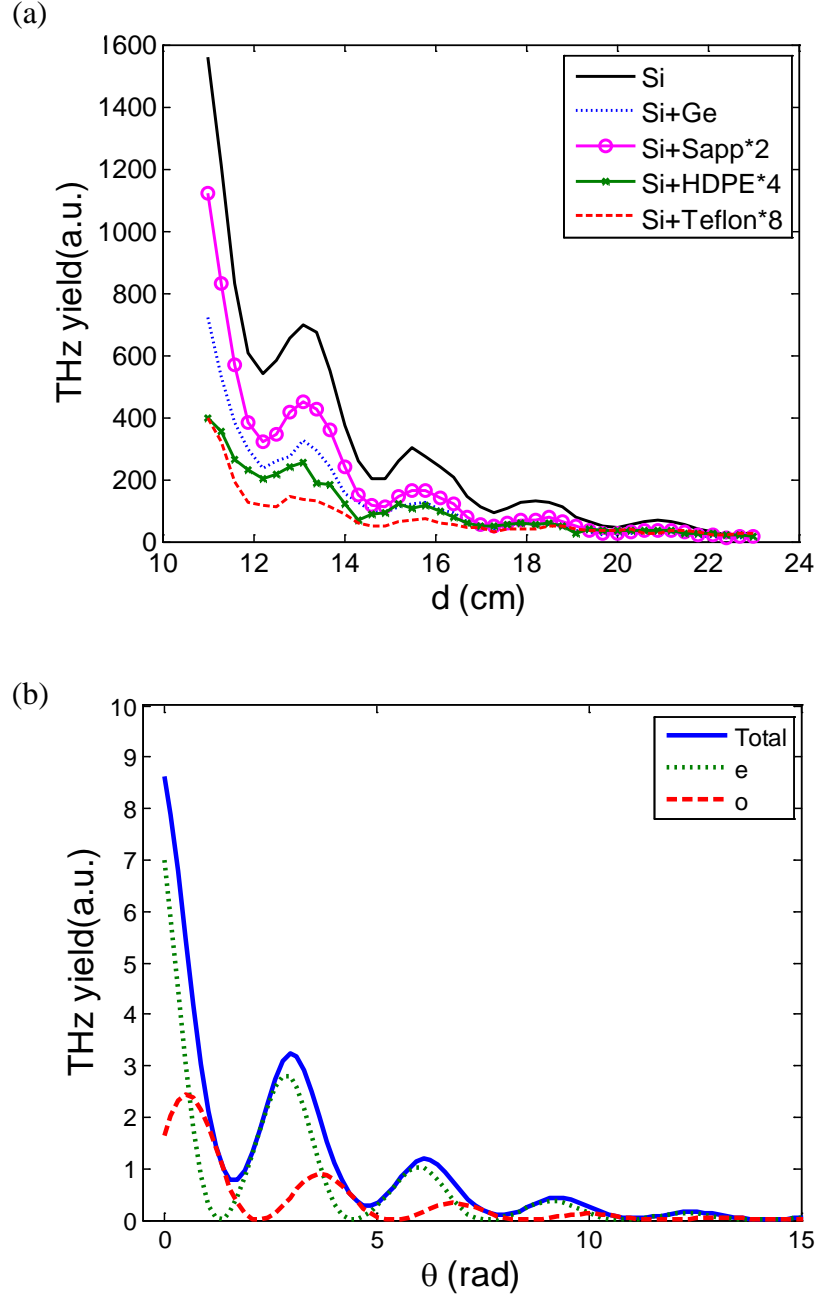 (a)
1600
1400
1200
1000
800
600
400
200
0
THz yield(a.u.)
Si
Si+Ge
Si+Sapp*2
Si+HDPE*4
Si+Teflon*8
10 12 14 16 18 20 22 24
d (cm)
(b)
10
9
8
7
6
5
4
3
2
1
0
THz yield(a.u.)
Total
e
o
0 5 10 15
θ (rad)